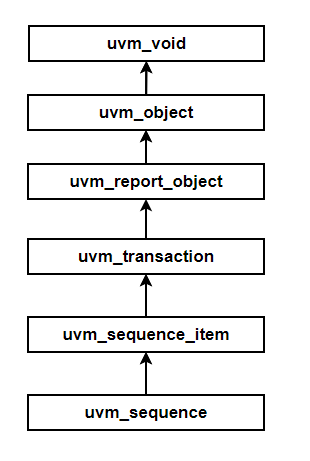 uvm_void
uvm_object
uvm_report_object
uvm_transaction
uvm_sequence_item
uvm_sequence